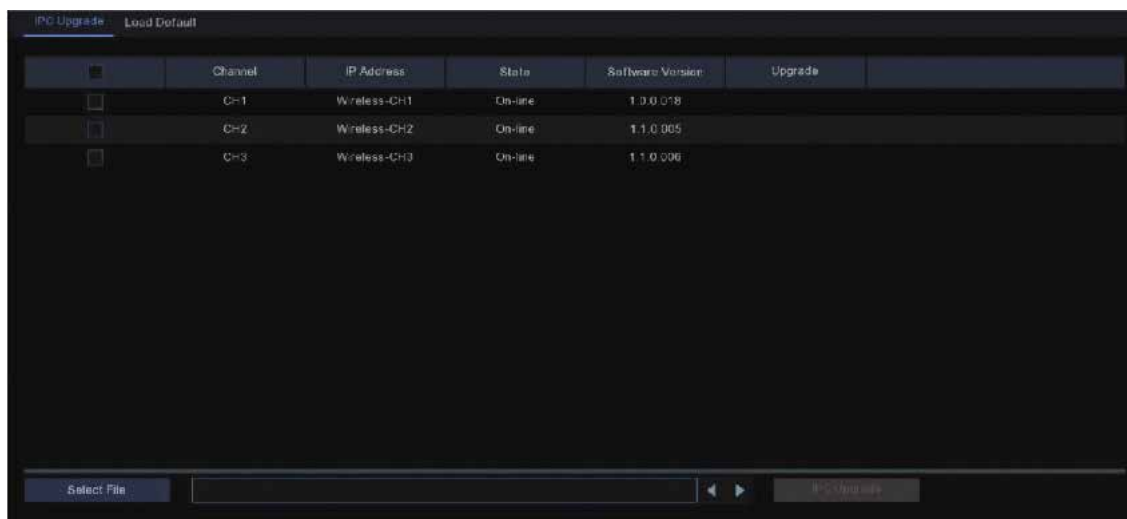 IPC Upgrade Load Default
Channel IP Address State Software Version Upgrade
CH1 Wireless-CH1 On-line 1.0.0.018
CH2 Wireless-CH2 On-line 1.1.0.005
CH3 Wireless-CH3 On-line 1.1.0.006
Select File IPC Upgrade